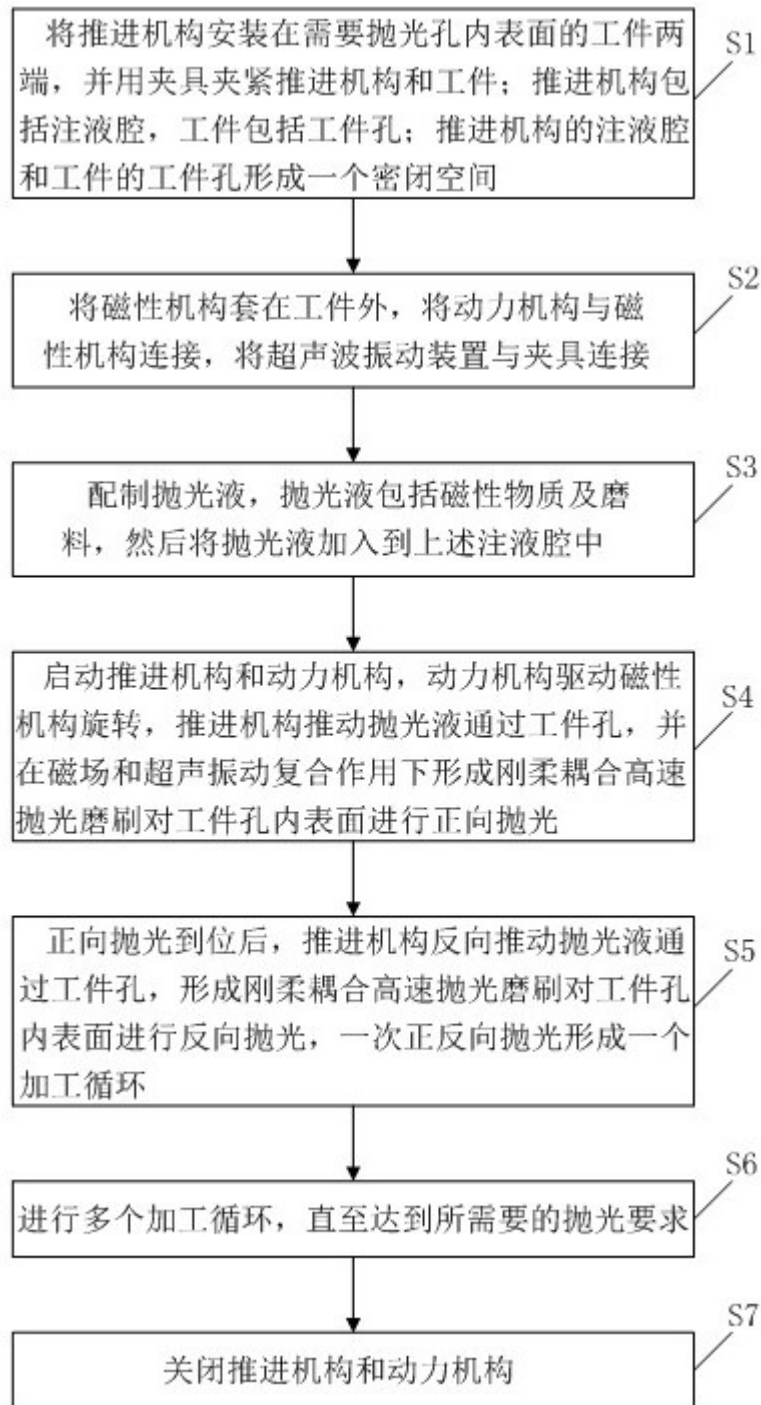 将推进机构安装在需要抛光孔内表面的工件两
端，并用夹具夹紧推进机构和工件；推进机构包
括注液腔，工件包括工件孔；推进机构的注液腔
和工件的工件孔形成一个密闭空间
S1
将磁性机构套在工件外，将动力机构与磁
性机构连接，将超声波振动装置与夹具连接
S2
配制抛光液，抛光液包括磁性物质及磨
料，然后将抛光液加入到上述注液腔中
S3
启动推进机构和动力机构，动力机构驱动磁性
机构旋转，推进机构推动抛光液通过工件孔，并
在磁场和超声振动复合作用下形成刚柔耦合高速
抛光磨刷对工件孔内表面进行正向抛光
S4
正向抛光到位后，推进机构反向推动抛光液通
过工件孔，形成刚柔耦合高速抛光磨刷对工件孔
内表面进行反向抛光，一次正反向抛光形成一个
加工循环
S5
进行多个加工循环，直至达到所需要的抛光要求
S6
关闭推进机构和动力机构
S7